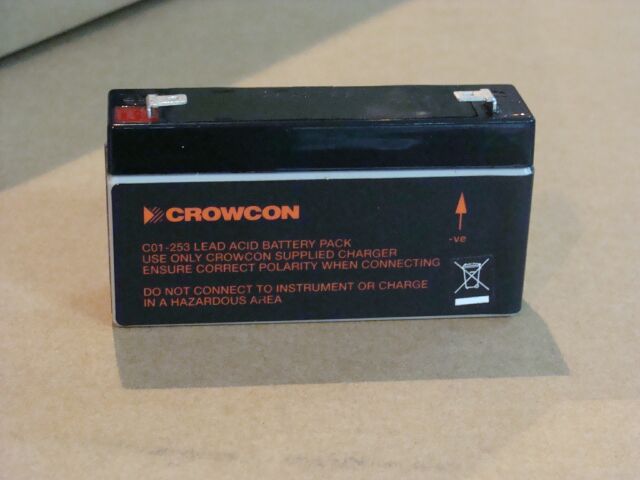 CROWCON
C01-253 LEAD ACID BATTERY PACK
USE ONLY CROWCON SUPPLIED CHARGER
ENSURE CORRECT POLARITY WHEN CONNECTING
DO NOT CONNECT TO INSTRUMENT OR CHARGE
IN A HAZARDOUS AREA
-ve